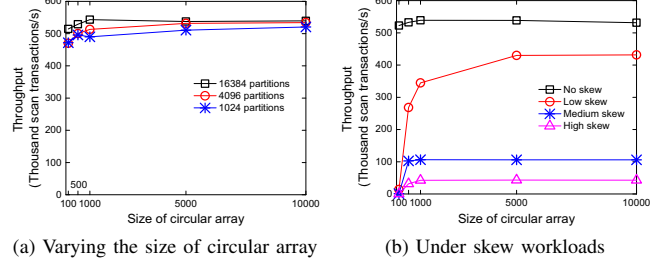 600
500
400
300
200
100
0
Throughput
(Thousand scan transactions/s)
16384 partitions
4096 partitions
1024 partitions
500
100 1000 5000 10000
Size of circular array
(a) Varying the size of circular array
600
500
400
300
200
100
0
Throughput
(Thousand scan transactions/s)
No skew
Low skew
Medium skew
High skew
100 1000 5000 10000
Size of circular array
(b) Under skew workloads